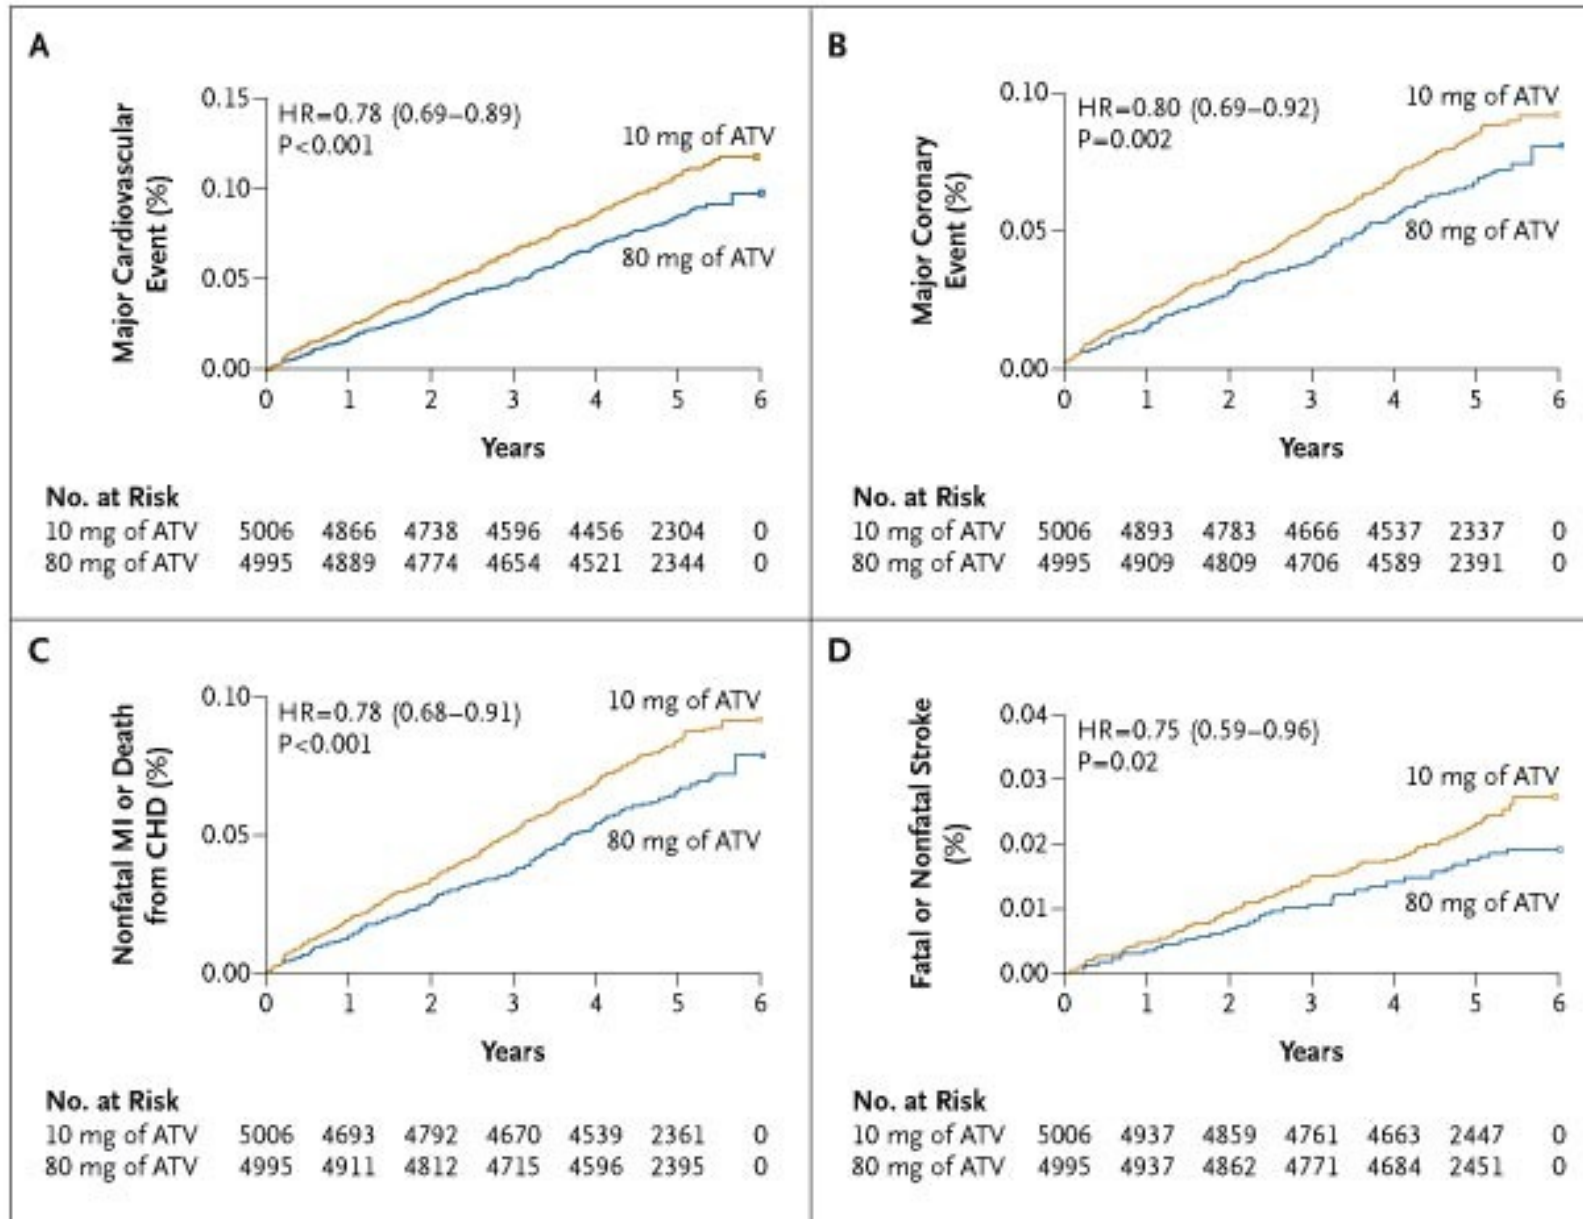 A
Major Cardiovascular
Event (%)
0.15
0.10
0.05
0.00
HR=0.78 (0.69–0.89)
P<0.001
10 mg of ATV
80 mg of ATV
0 1 2 3 4 5 6
Years
No. at Risk
10 mg of ATV 5006 4866 4738 4596 4456 2304 0
80 mg of ATV 4995 4889 4774 4654 4521 2344 0
B
Major Coronary
Event (%)
0.10
0.05
0.00
HR=0.80 (0.69–0.92)
P=0.002
10 mg of ATV
80 mg of ATV
0 1 2 3 4 5 6
Years
No. at Risk
10 mg of ATV 5006 4893 4783 4666 4537 2337 0
80 mg of ATV 4995 4909 4809 4706 4589 2391 0
C
Nonfatal MI or Death
from CHD (%)
0.10
0.05
0.00
HR=0.78 (0.68–0.91)
P<0.001
10 mg of ATV
80 mg of ATV
0 1 2 3 4 5 6
Years
No. at Risk
10 mg of ATV 5006 4693 4792 4670 4539 2361 0
80 mg of ATV 4995 4911 4812 4715 4596 2395 0
D
Fatal or Nonfatal Stroke
(%)
0.04
0.03
0.02
0.01
0.00
HR=0.75 (0.59–0.96)
P=0.02
10 mg of ATV
80 mg of ATV
0 1 2 3 4 5 6
Years
No. at Risk
10 mg of ATV 5006 4937 4859 4761 4663 2447 0
80 mg of ATV 4995 4937 4862 4771 4684 2451 0